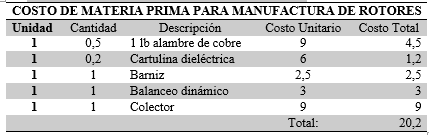 COSTO DE MATERIA PRIMA PARA MANUFACTURA DE ROTORES
Unidad Cantidad Descripción Costo Unitario Costo Total
1 0,5 1 lb alambre de cobre 9 4,5
1 0,2 Cartulina dieléctrica 6 1,2
1 1 Barniz 2,5 2,5
1 1 Balanceo dinámico 3 3
1 1 Colector 9 9
Total: 20,2